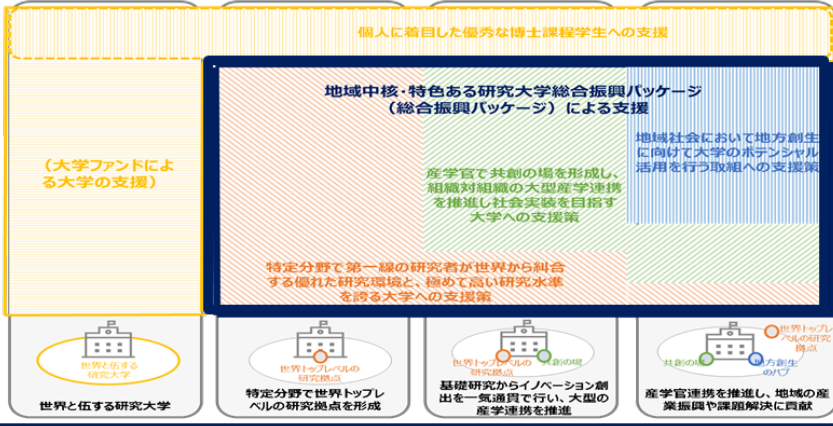 個人に着目した優秀な博士課程学生への支援
地域中核・特色ある研究大学総合振興パッケージ
（総合振興パッケージ）による支援
（大学ファンドによ
る大学の支援）
地域社会において地方創生
に向けて大学のポテンシャル
活用を行う取組への支援策
産学官で共創の場を形成し、
組織対組織の大型産学連携
を推進し社会実装を目指す
大学への支援策
特定分野で第一線の研究者が世界から糾合
する優れた研究環境と、極めて高い研究水準
を誇る大学への支援策
世界と伍する
研究大学
世界と伍する研究大学
世界トップレベルの
研究拠点
特定分野で世界トップレ
ベルの研究拠点を形成
世界トップレベルの
研究拠点
共創の場
基礎研究からイノベーション創
出を一気通貫で行い、大型の
産学連携を推進
世界トップレ
ベルの研究
拠点
共創の場
地方創生
のハブ
産学官連携を推進し、地域の産
業振興や課題解決に貢献